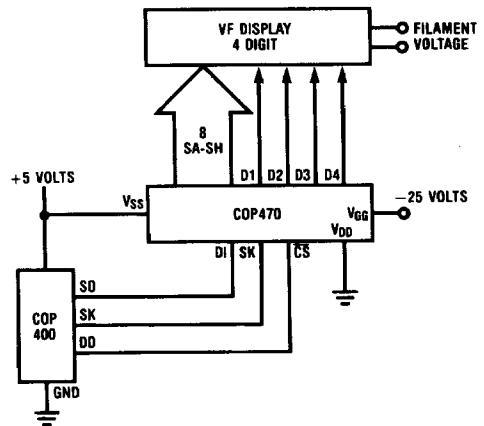 VF DISPLAY
4 DIGIT
FILAMENT
VOLTAGE
8
SA-SH
D1 D2 D3 D4
+5 VOLTS
VSS
COP470
VGG
−25 VOLTS
VDD
DI SK CS
COP
400
SO
SK
DO
GND